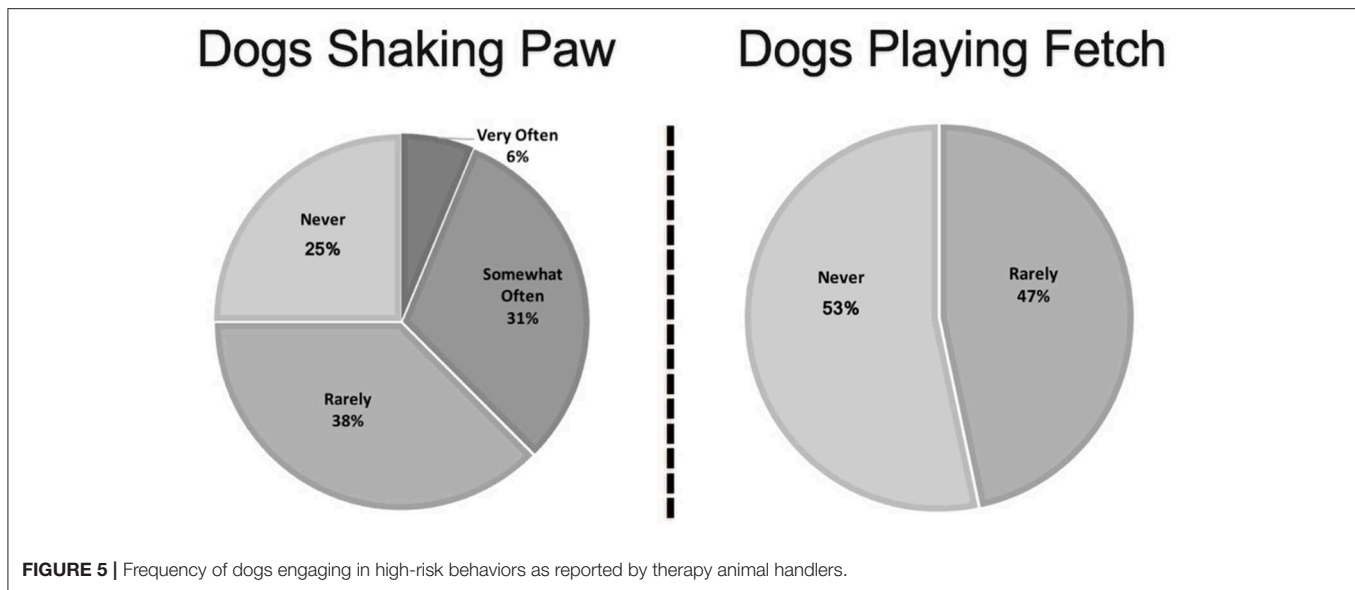 Dogs Shaking Paw
Very Often
6%
Somewhat
Often
31%
Rarely
38%
Never
25%
Dogs Playing Fetch
Rarely
47%
Never
53%
FIGURE 5 | Frequency of dogs engaging in high-risk behaviors as reported by therapy animal handlers.